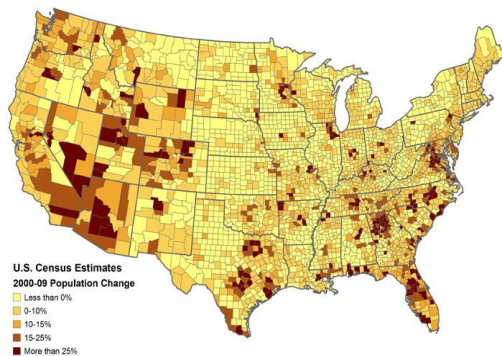 U.S. Census Estimates
2000-09 Population Change
Less than 0%
0-10%
10-15%
15-25%
More than 25%